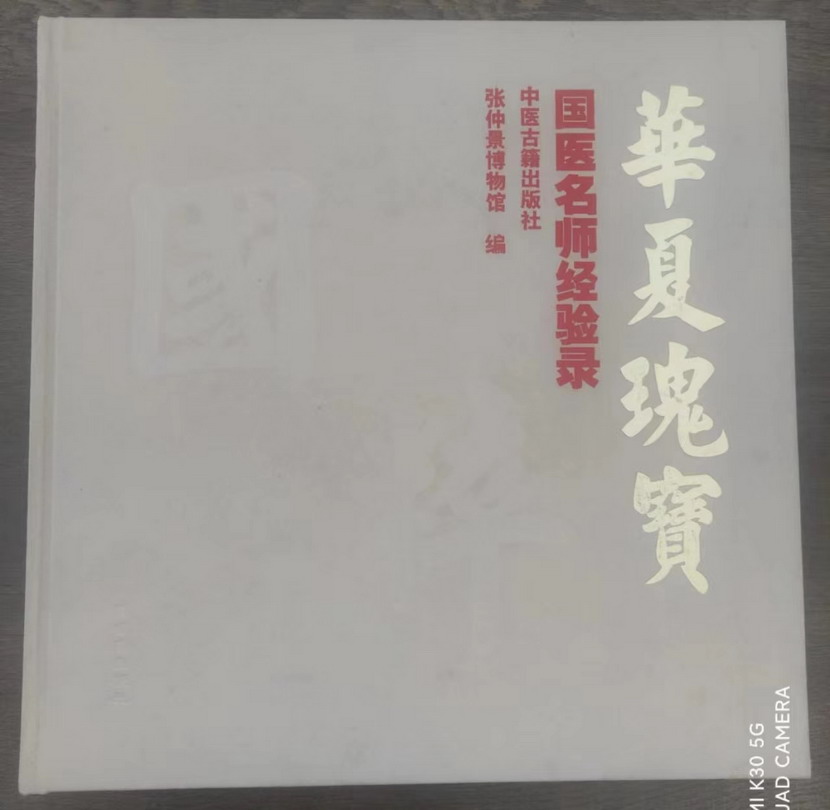 華夏瑰寶
国医名师经验录
中医古籍出版社
张仲景博物馆 编
MI K30 5G
UAD CAMERA